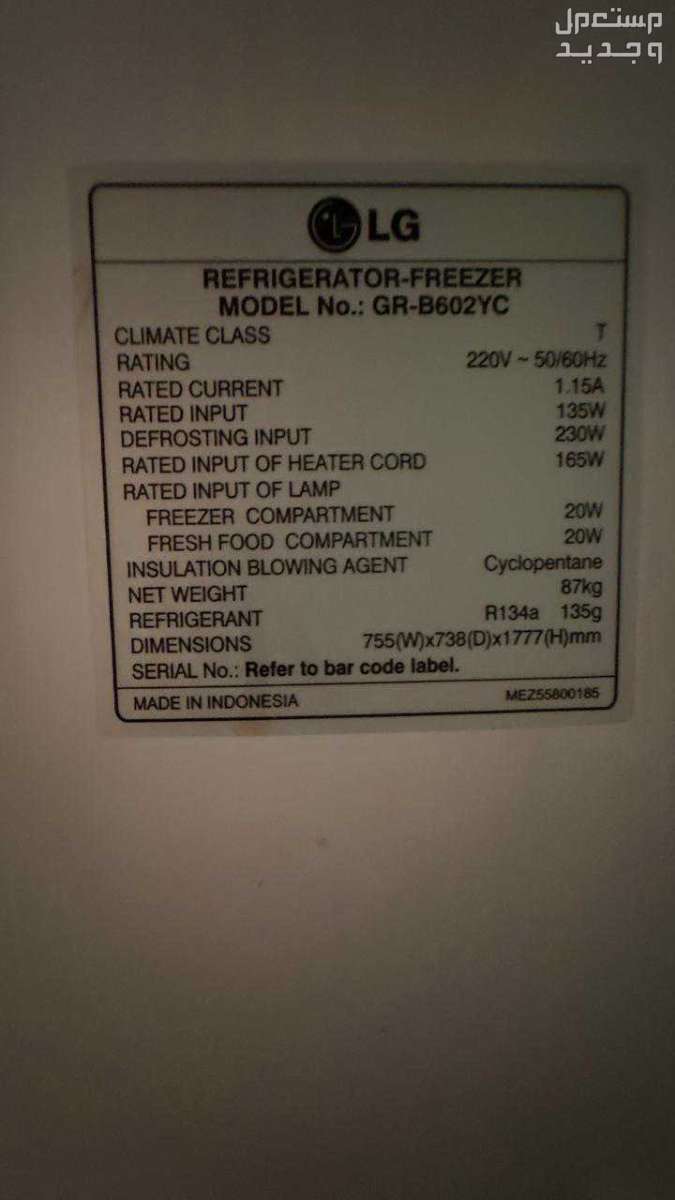 مستعمل
وجديد
LG
REFRIGERATOR-FREEZER
MODEL No.: GR-B602YC
CLIMATE CLASS T
RATING 220V ~ 50/60Hz
RATED CURRENT 1.15A
RATED INPUT 135W
DEFROSTING INPUT 230W
RATED INPUT OF HEATER CORD 165W
RATED INPUT OF LAMP
FREEZER COMPARTMENT 20W
FRESH FOOD COMPARTMENT 20W
INSULATION BLOWING AGENT Cyclopentane
NET WEIGHT 87kg
REFRIGERANT R134a 135g
DIMENSIONS 755(W)x738(D)x1777(H)mm
SERIAL No.: Refer to bar code label.
MADE IN INDONESIA MEZ55800185